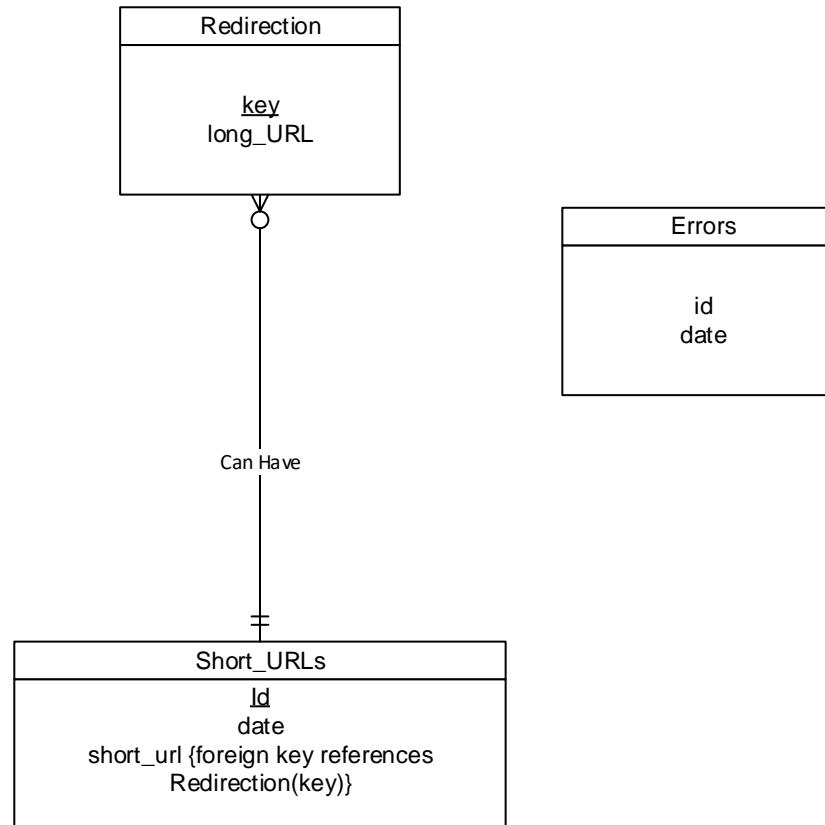 Redirection
key
long_URL
Errors
id
date
Can Have
Short_URLs
Id
date
short_url {foreign key references
Redirection(key)}